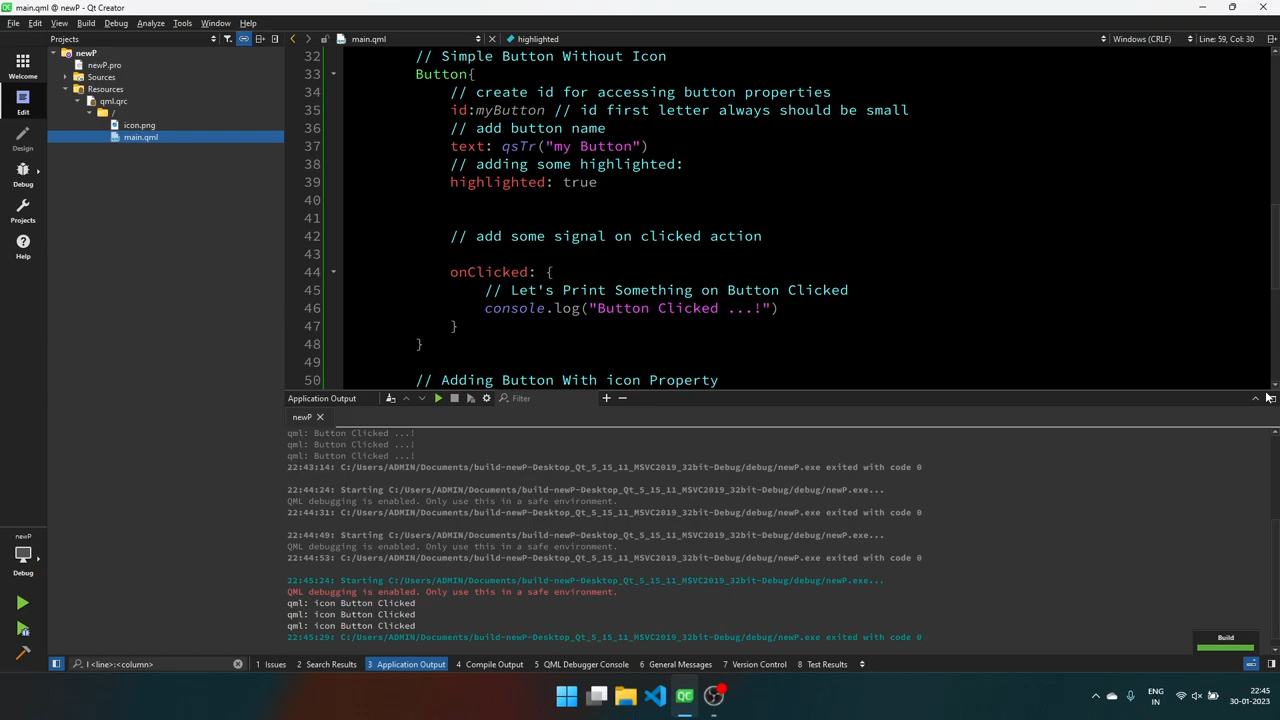 main.qml @ newP - Qt Creator
File Edit View Build Debug Analyze Tools Window Help
Projects
main.qml
highlighted
Windows (CRLF)
Line: 59, Col: 30
Welcome
Edit
Design
Debug
Projects
Help
newP
newP.pro
Sources
Resources
qml.qrc
/
icon.png
main.qml
32 // Simple Button Without Icon
33 Button{
34 // create id for accessing button properties
35 id:myButton // id first letter always should be small
36 // add button name
37 text: qsTr("my Button")
38 // adding some highlighted:
39 highlighted: true
40
41
42 // add some signal on clicked action
43
44 onClicked: {
45 // Let's Print Something on Button Clicked
46 console.log("Button Clicked ...!")
47 }
48 }
49
50 // Adding Button With icon Property
Application Output
Filter
newP
qml: Button Clicked ...!
qml: Button Clicked ...!
qml: Button Clicked ...!
22:43:14: C:/Users/ADMIN/Documents/build-newP-Desktop_Qt_5_15_11_MSVC2019_32bit-Debug/debug/newP.exe exited with code 0
22:44:24: Starting C:/Users/ADMIN/Documents/build-newP-Desktop_Qt_5_15_11_MSVC2019_32bit-Debug/debug/newP.exe...
QML debugging is enabled. Only use this in a safe environment.
22:44:31: C:/Users/ADMIN/Documents/build-newP-Desktop_Qt_5_15_11_MSVC2019_32bit-Debug/debug/newP.exe exited with code 0
22:44:49: Starting C:/Users/ADMIN/Documents/build-newP-Desktop_Qt_5_15_11_MSVC2019_32bit-Debug/debug/newP.exe...
QML debugging is enabled. Only use this in a safe environment.
22:44:53: C:/Users/ADMIN/Documents/build-newP-Desktop_Qt_5_15_11_MSVC2019_32bit-Debug/debug/newP.exe exited with code 0
22:45:24: Starting C:/Users/ADMIN/Documents/build-newP-Desktop_Qt_5_15_11_MSVC2019_32bit-Debug/debug/newP.exe...
QML debugging is enabled. Only use this in a safe environment.
qml: icon Button Clicked
qml: icon Button Clicked
qml: icon Button Clicked
22:45:29: C:/Users/ADMIN/Documents/build-newP-Desktop_Qt_5_15_11_MSVC2019_32bit-Debug/debug/newP.exe exited with code 0
newP
Debug
Build
l <line>:<column>
1 Issues 2 Search Results 3 Application Output 4 Compile Output 5 QML Debugger Console 6 General Messages 7 Version Control 8 Test Results
QC
ENG
IN
22:45
30-01-2023